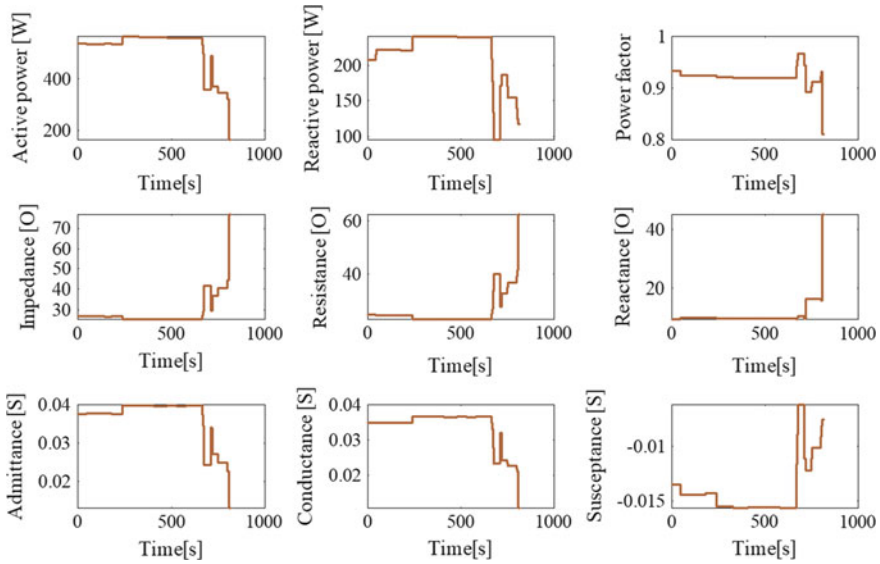 Active power [W]
400
200
0
500
1000
Time[s]
Reactive power [W]
200
150
100
0
500
1000
Time[s]
Power factor
1
0.9
0.8
0
500
1000
Time[s]
Impedance [O]
70
60
50
40
30
0
500
1000
Time[s]
Resistance [O]
60
40
0
500
1000
Time[s]
Reactance [O]
40
20
0
500
1000
Time[s]
Admittance [S]
0.04
0.03
0.02
0
500
1000
Time[s]
Conductance [S]
0.04
0.03
0.02
0
500
1000
Time[s]
Susceptance [S]
-0.01
-0.015
0
500
1000
Time[s]